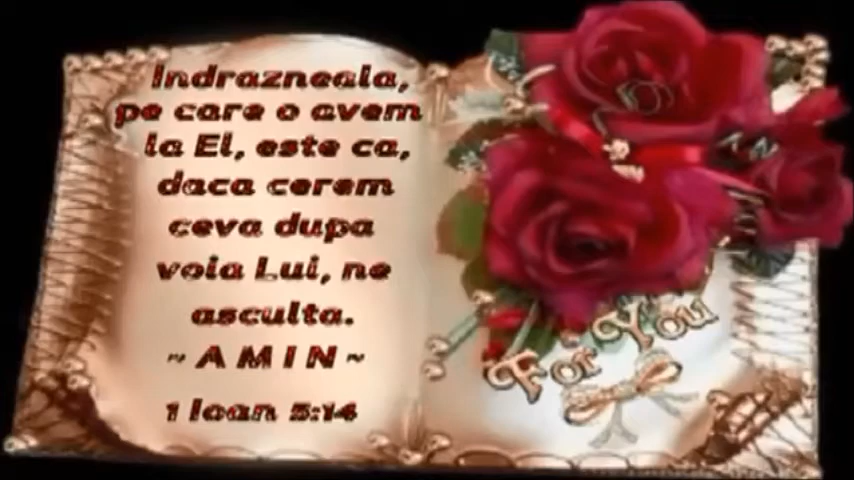 Indrazneala,
pe care o avem
la El, este ca,
daca cerem
ceva dupa
voia Lui, ne
asculta.
~ A M I N ~
1 Ioan 5:14
For You